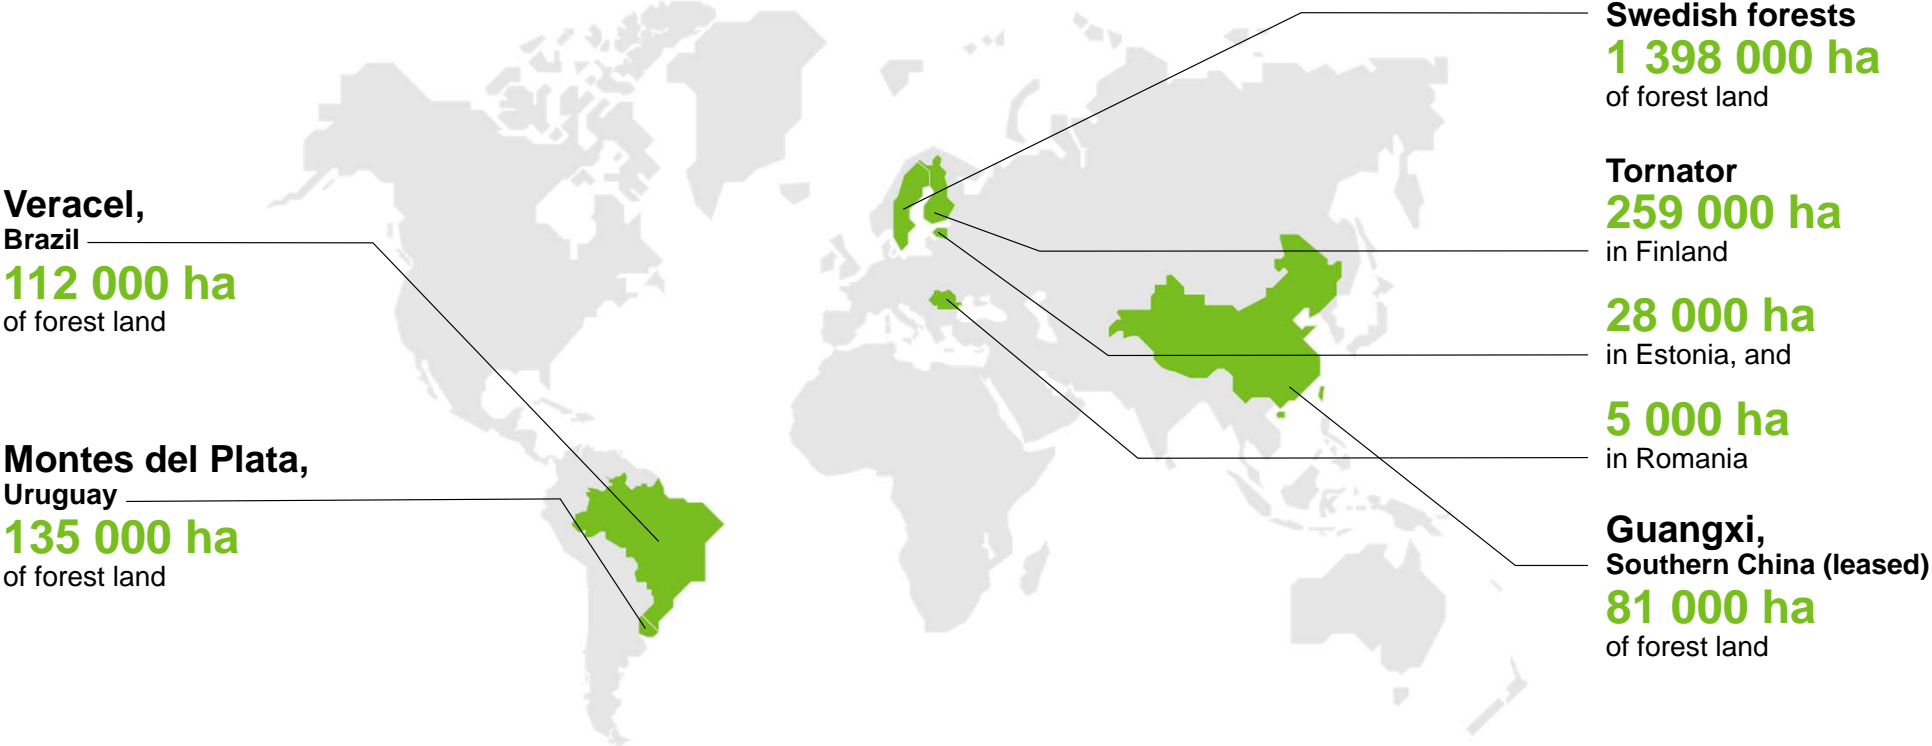 Veracel,
Brazil
112 000 ha
of forest land
Montes del Plata,
Uruguay
135 000 ha
of forest land
Swedish forests
1 398 000 ha
of forest land
Tornator
259 000 ha
in Finland
28 000 ha
in Estonia, and
5 000 ha
in Romania
Guangxi,
Southern China (leased)
81 000 ha
of forest land